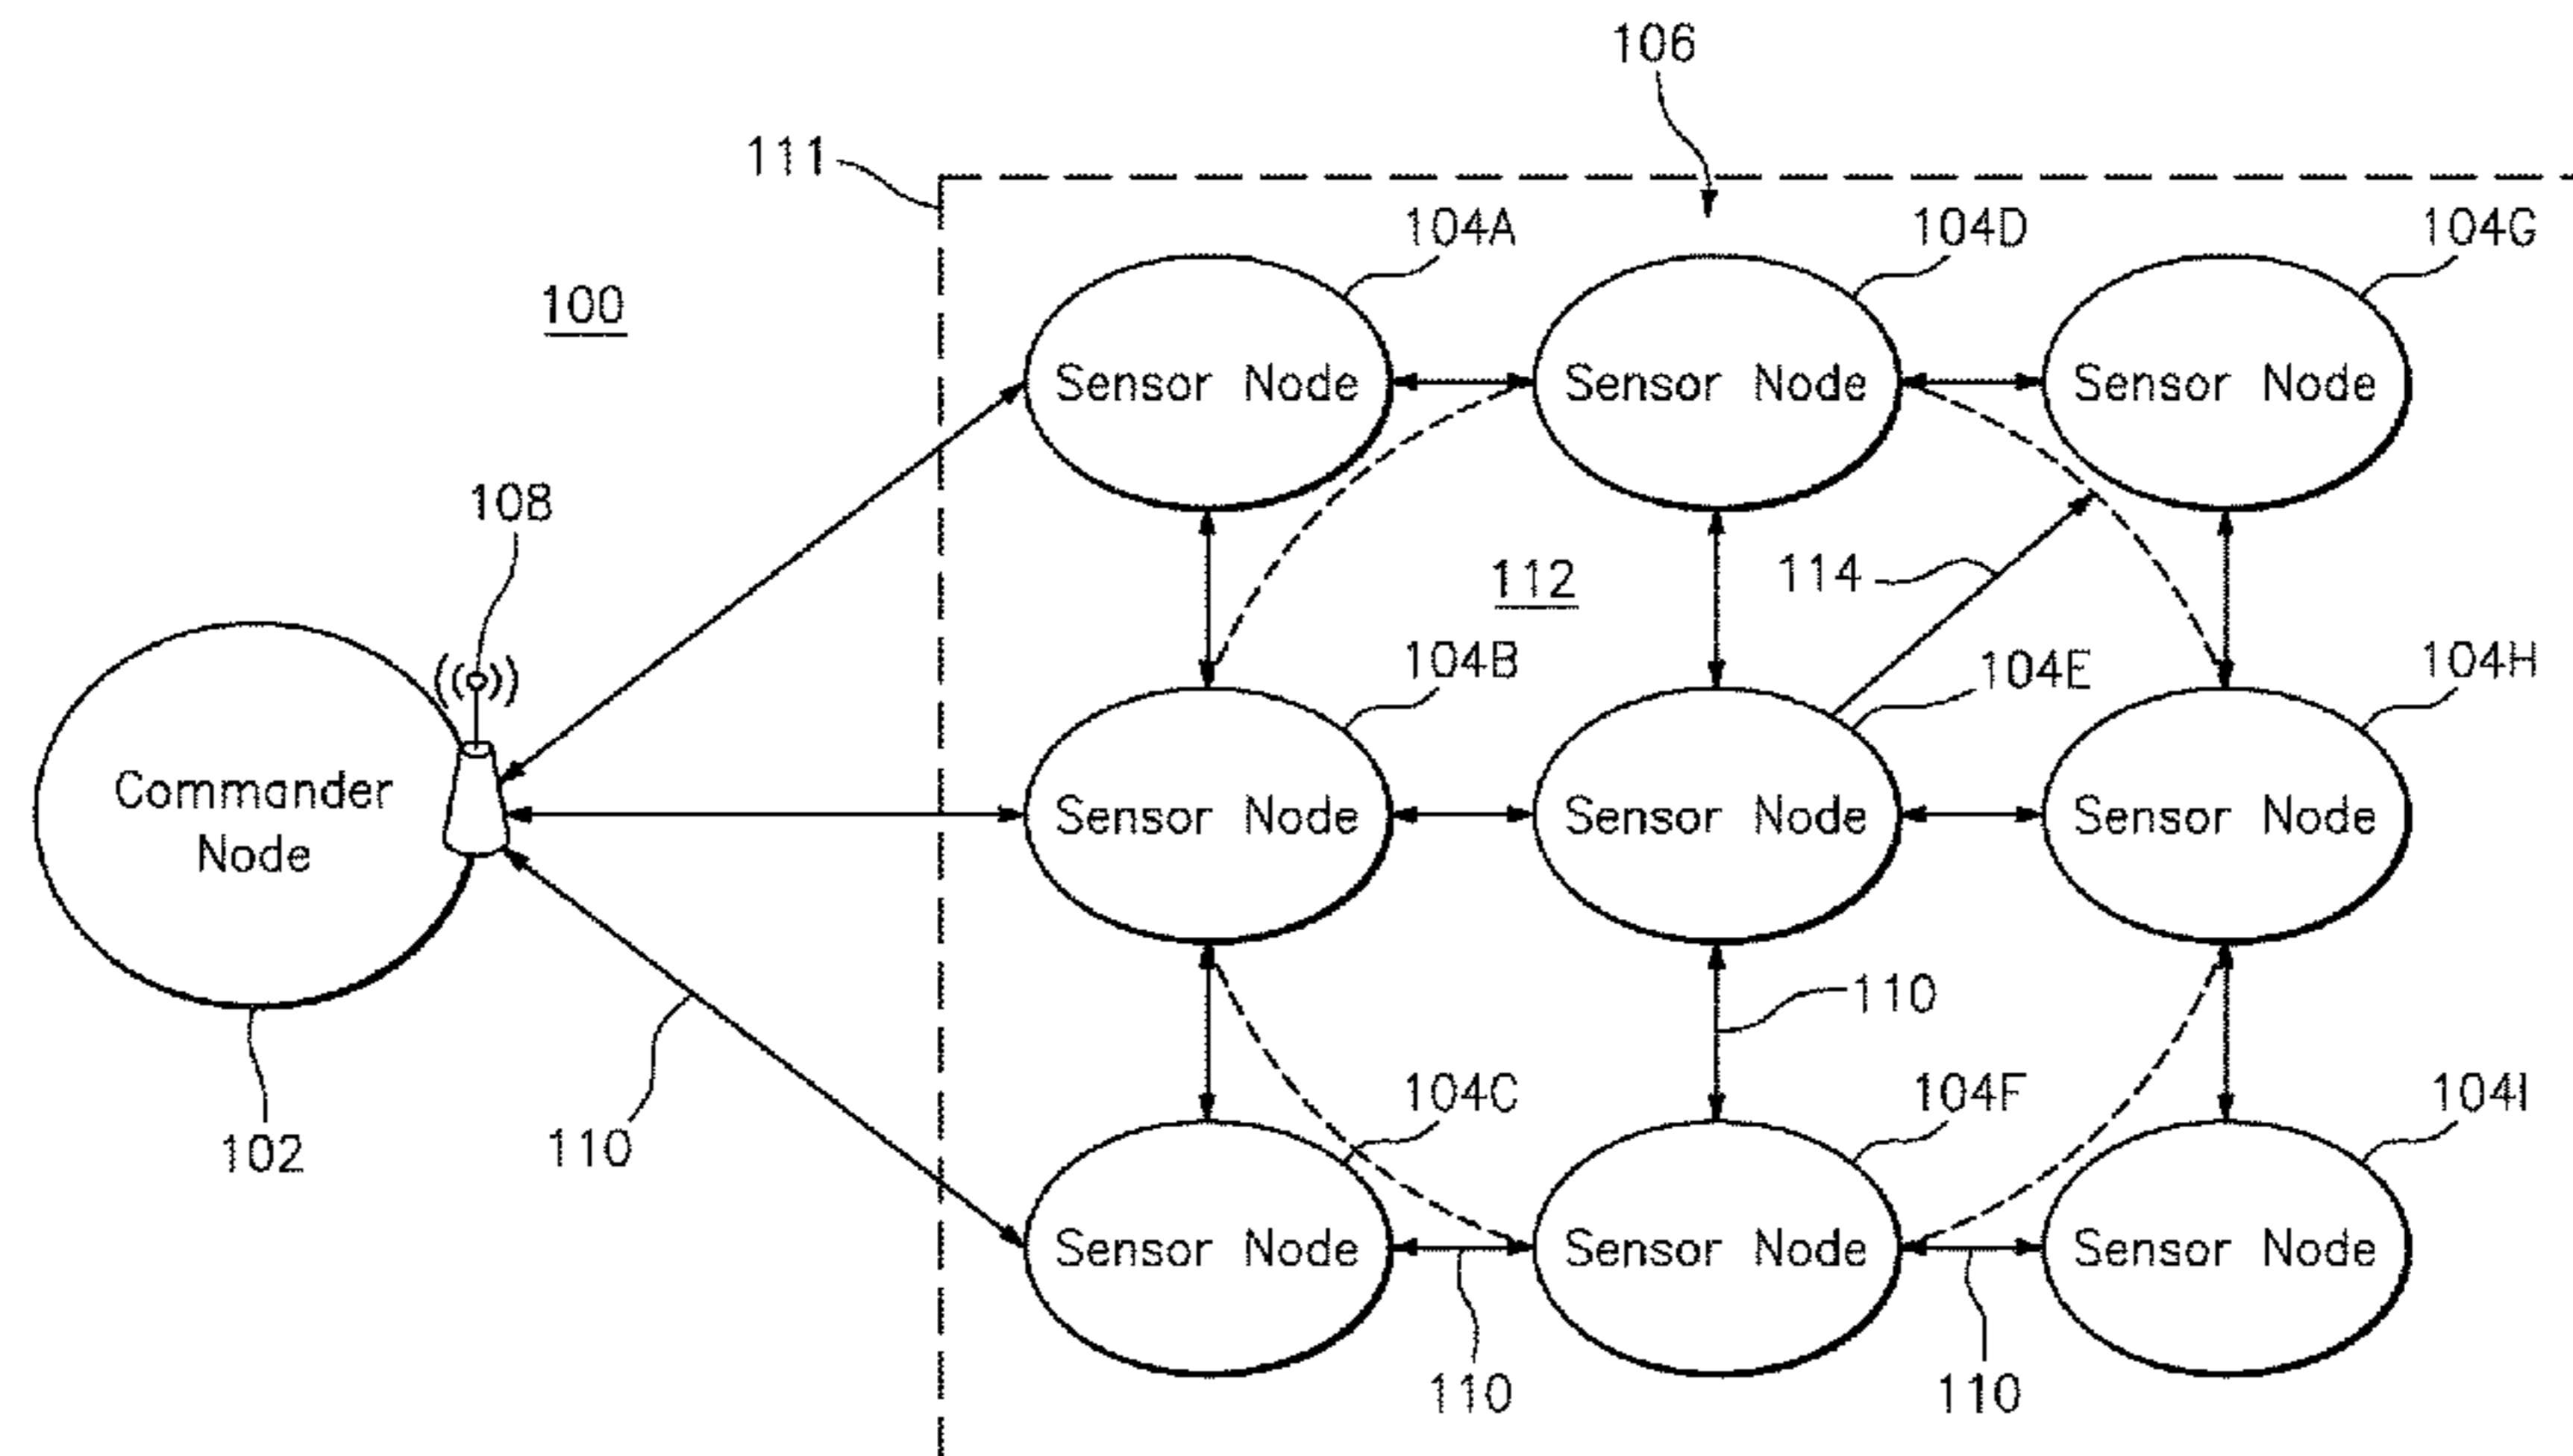 106
111
104A
104D
104G
100
Sensor Node
Sensor Node
Sensor Node
108
114
112
104B
104E
104H
Commander
Node
Sensor Node
Sensor Node
Sensor Node
110
104C
104F
104I
102
110
Sensor Node
Sensor Node
Sensor Node
110
110